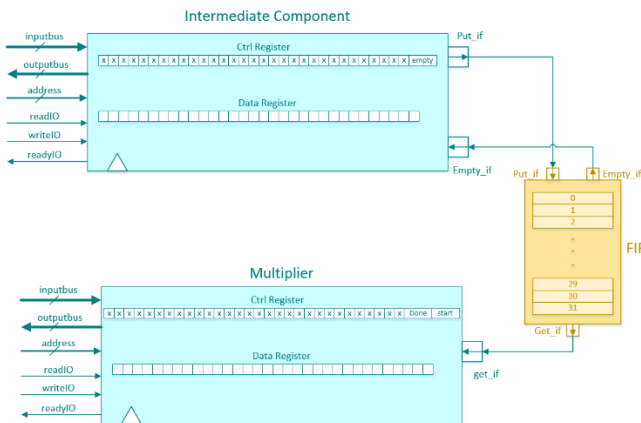 Intermediate Component
inputbus
outputbus
address
readIO
writeIO
readyIO
Ctrl Register
x x x x x x x x x x x x x x x x x x x x x x x x x x x x x x x empty
Data Register
Put_if
Empty_if
Put_if
Empty_if
0
1
2
29
30
31
FIF
Get_if
Multiplier
inputbus
outputbus
address
readIO
writeIO
readyIO
Ctrl Register
x x x x x x x x x x x x x x x x x x x x x x x x x x x x x x Done start
Data Register
get_if